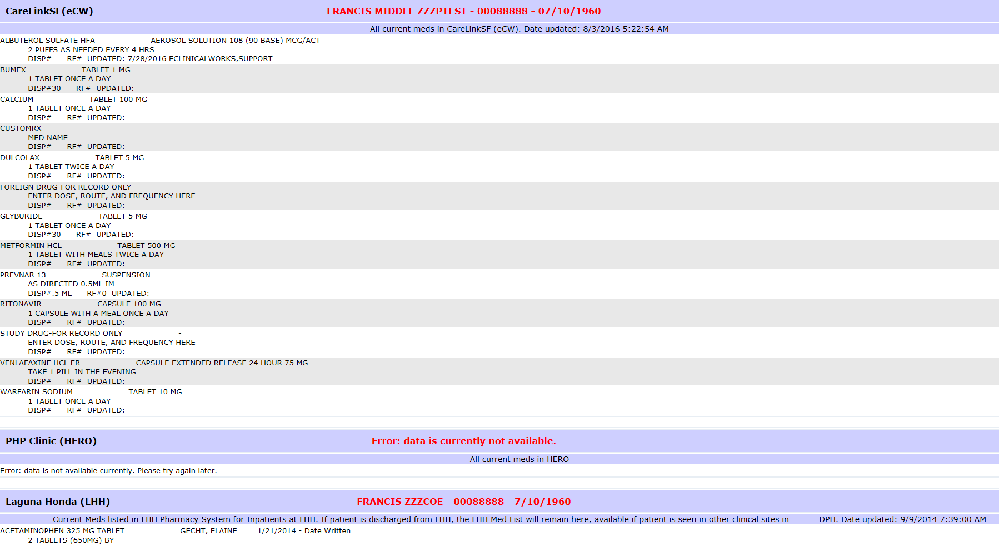 CareLinkSF(eCW) FRANCIS MIDDLE ZZZPTEST - 00088888 - 07/10/1960
All current meds in CareLinkSF (eCW). Date updated: 8/3/2016 5:22:54 AM
ALBUTEROL SULFATE HFA AEROSOL SOLUTION 108 (90 BASE) MCG/ACT
2 PUFFS AS NEEDED EVERY 4 HRS
DISP# RF# UPDATED: 7/28/2016 ECLINICALWORKS,SUPPORT
BUMEX TABLET 1 MG
1 TABLET ONCE A DAY
DISP#30 RF# UPDATED:
CALCIUM TABLET 100 MG
1 TABLET ONCE A DAY
DISP# RF# UPDATED:
CUSTOMRX
MED NAME
DISP# RF# UPDATED:
DULCOLAX TABLET 5 MG
1 TABLET TWICE A DAY
DISP# RF# UPDATED:
FOREIGN DRUG-FOR RECORD ONLY -
ENTER DOSE, ROUTE, AND FREQUENCY HERE
DISP# RF# UPDATED:
GLYBURIDE TABLET 5 MG
1 TABLET ONCE A DAY
DISP#30 RF# UPDATED:
METFORMIN HCL TABLET 500 MG
1 TABLET WITH MEALS TWICE A DAY
DISP# RF# UPDATED:
PREVNAR 13 SUSPENSION -
AS DIRECTED 0.5ML IM
DISP#.5 ML RF#0 UPDATED:
RITONAVIR CAPSULE 100 MG
1 CAPSULE WITH A MEAL ONCE A DAY
DISP# RF# UPDATED:
STUDY DRUG-FOR RECORD ONLY -
ENTER DOSE, ROUTE, AND FREQUENCY HERE
DISP# RF# UPDATED:
VENLAFAXINE HCL ER CAPSULE EXTENDED RELEASE 24 HOUR 75 MG
TAKE 1 PILL IN THE EVENING
DISP# RF# UPDATED:
WARFARIN SODIUM TABLET 10 MG
1 TABLET ONCE A DAY
DISP# RF# UPDATED:
PHP Clinic (HERO) Error: data is currently not available.
All current meds in HERO
Error: data is not available currently. Please try again later.
Laguna Honda (LHH) FRANCIS ZZZCOE - 00088888 - 7/10/1960
Current Meds listed in LHH Pharmacy System for Inpatients at LHH. If patient is discharged from LHH, the LHH Med List will remain here, available if patient is seen in other clinical sites in DPH. Date updated: 9/9/2014 7:39:00 AM
ACETAMINOPHEN 325 MG TABLET GECHT, ELAINE 1/21/2014 - Date Written
2 TABLETS (650MG) BY